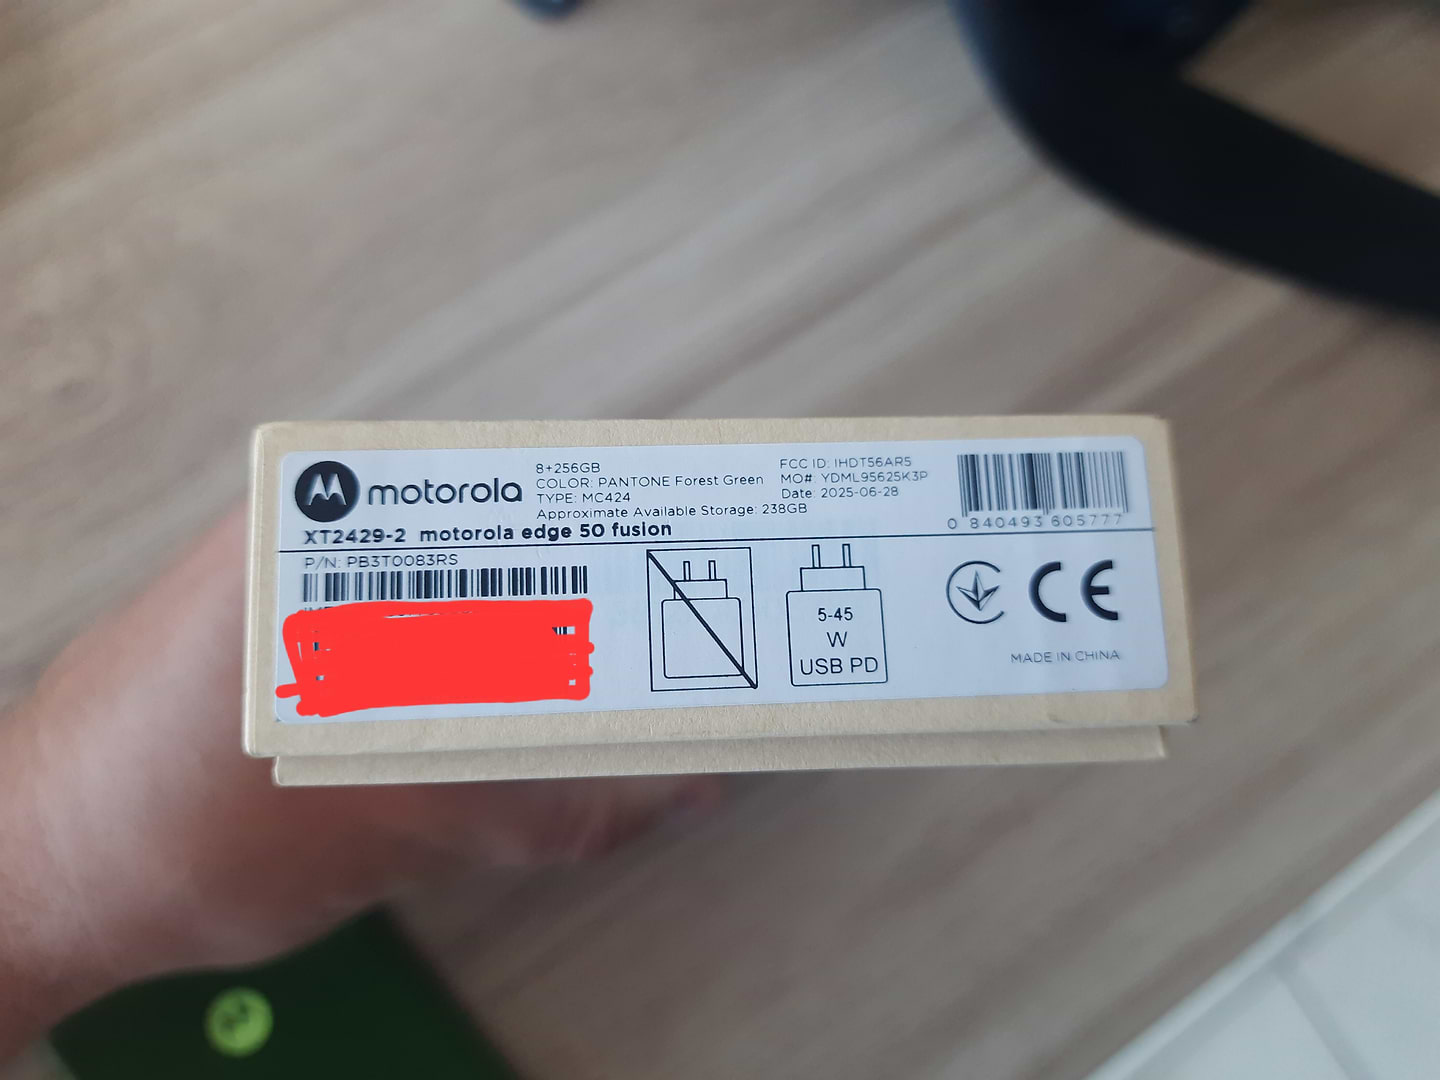 motorola
8+256GB
COLOR: PANTONE Forest Green
TYPE: MC424
Approximate Available Storage: 238GB
FCC ID: IHDT56AR5
MO#: YDML95625K3P
Date: 2025-06-28
0 840493 605777
XT2429-2 motorola edge 50 fusion
P/N: PB3T0083RS
5-45
W
USB PD
CE
MADE IN CHINA